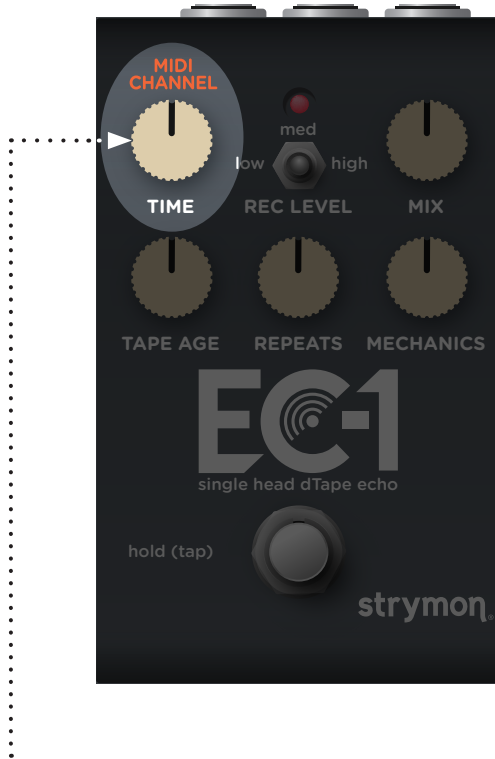 MIDI
CHANNEL
med
low
high
TIME
REC LEVEL
MIX
TAPE AGE
REPEATS
MECHANICS
EC-1
single head dTape echo
hold (tap)
strymon®